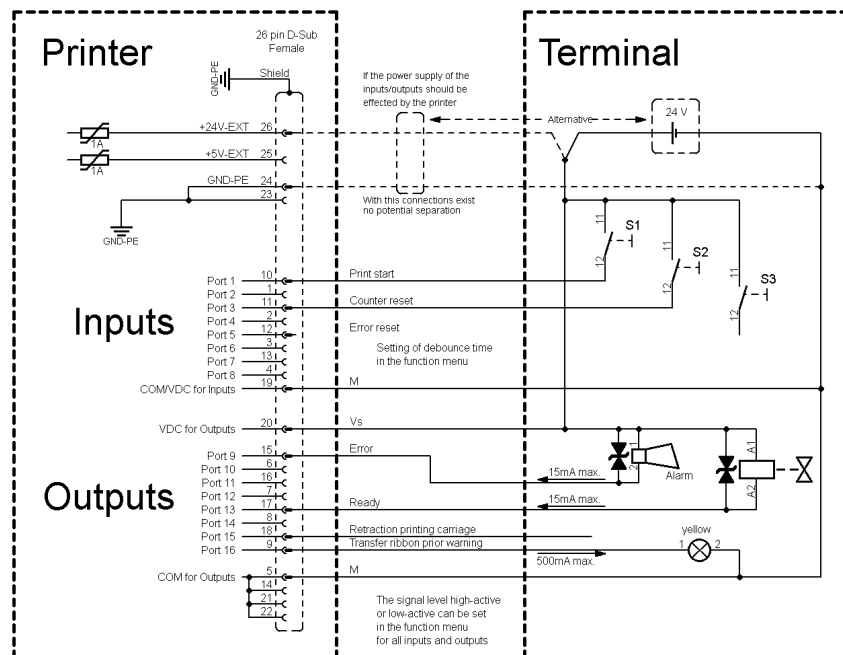 Printer
26 pin D-Sub
Female
Terminal
GND-PE
Shield
If the power supply of the
inputs/outputs should be
effected by the printer
Alternative
24 V
+24V-EXT 26
1A
+5V-EXT 25
1A
GND-PE 24
23
GND-PE
With this connections exist
no potential separation
11
12
S1
11
12
S2
11
12
S3
Inputs
Port 1 10 Print start
Port 2 1
Port 3 11 Counter reset
Port 4 2
Port 5 12 Error reset
Port 6 3
Port 7 13
Port 8 4
Setting of debounce time
in the function menu
COM/VDC for Inputs 19 M
VDC for Outputs 20 Vs
Outputs
Port 9 15 Error
Port 10 6
Port 11 16
Port 12 7
Port 13 17 Ready
Port 14 8
Port 15 18 Retraction printing carriage
Port 16 9 Transfer ribbon prior warning
15mA max.
15mA max.
500mA max.
1
2
Alarm
A1
A2
yellow
1 2
COM for Outputs 5 M
14
21
22
The signal level high-active
or low-active can be set
in the function menu
for all inputs and outputs